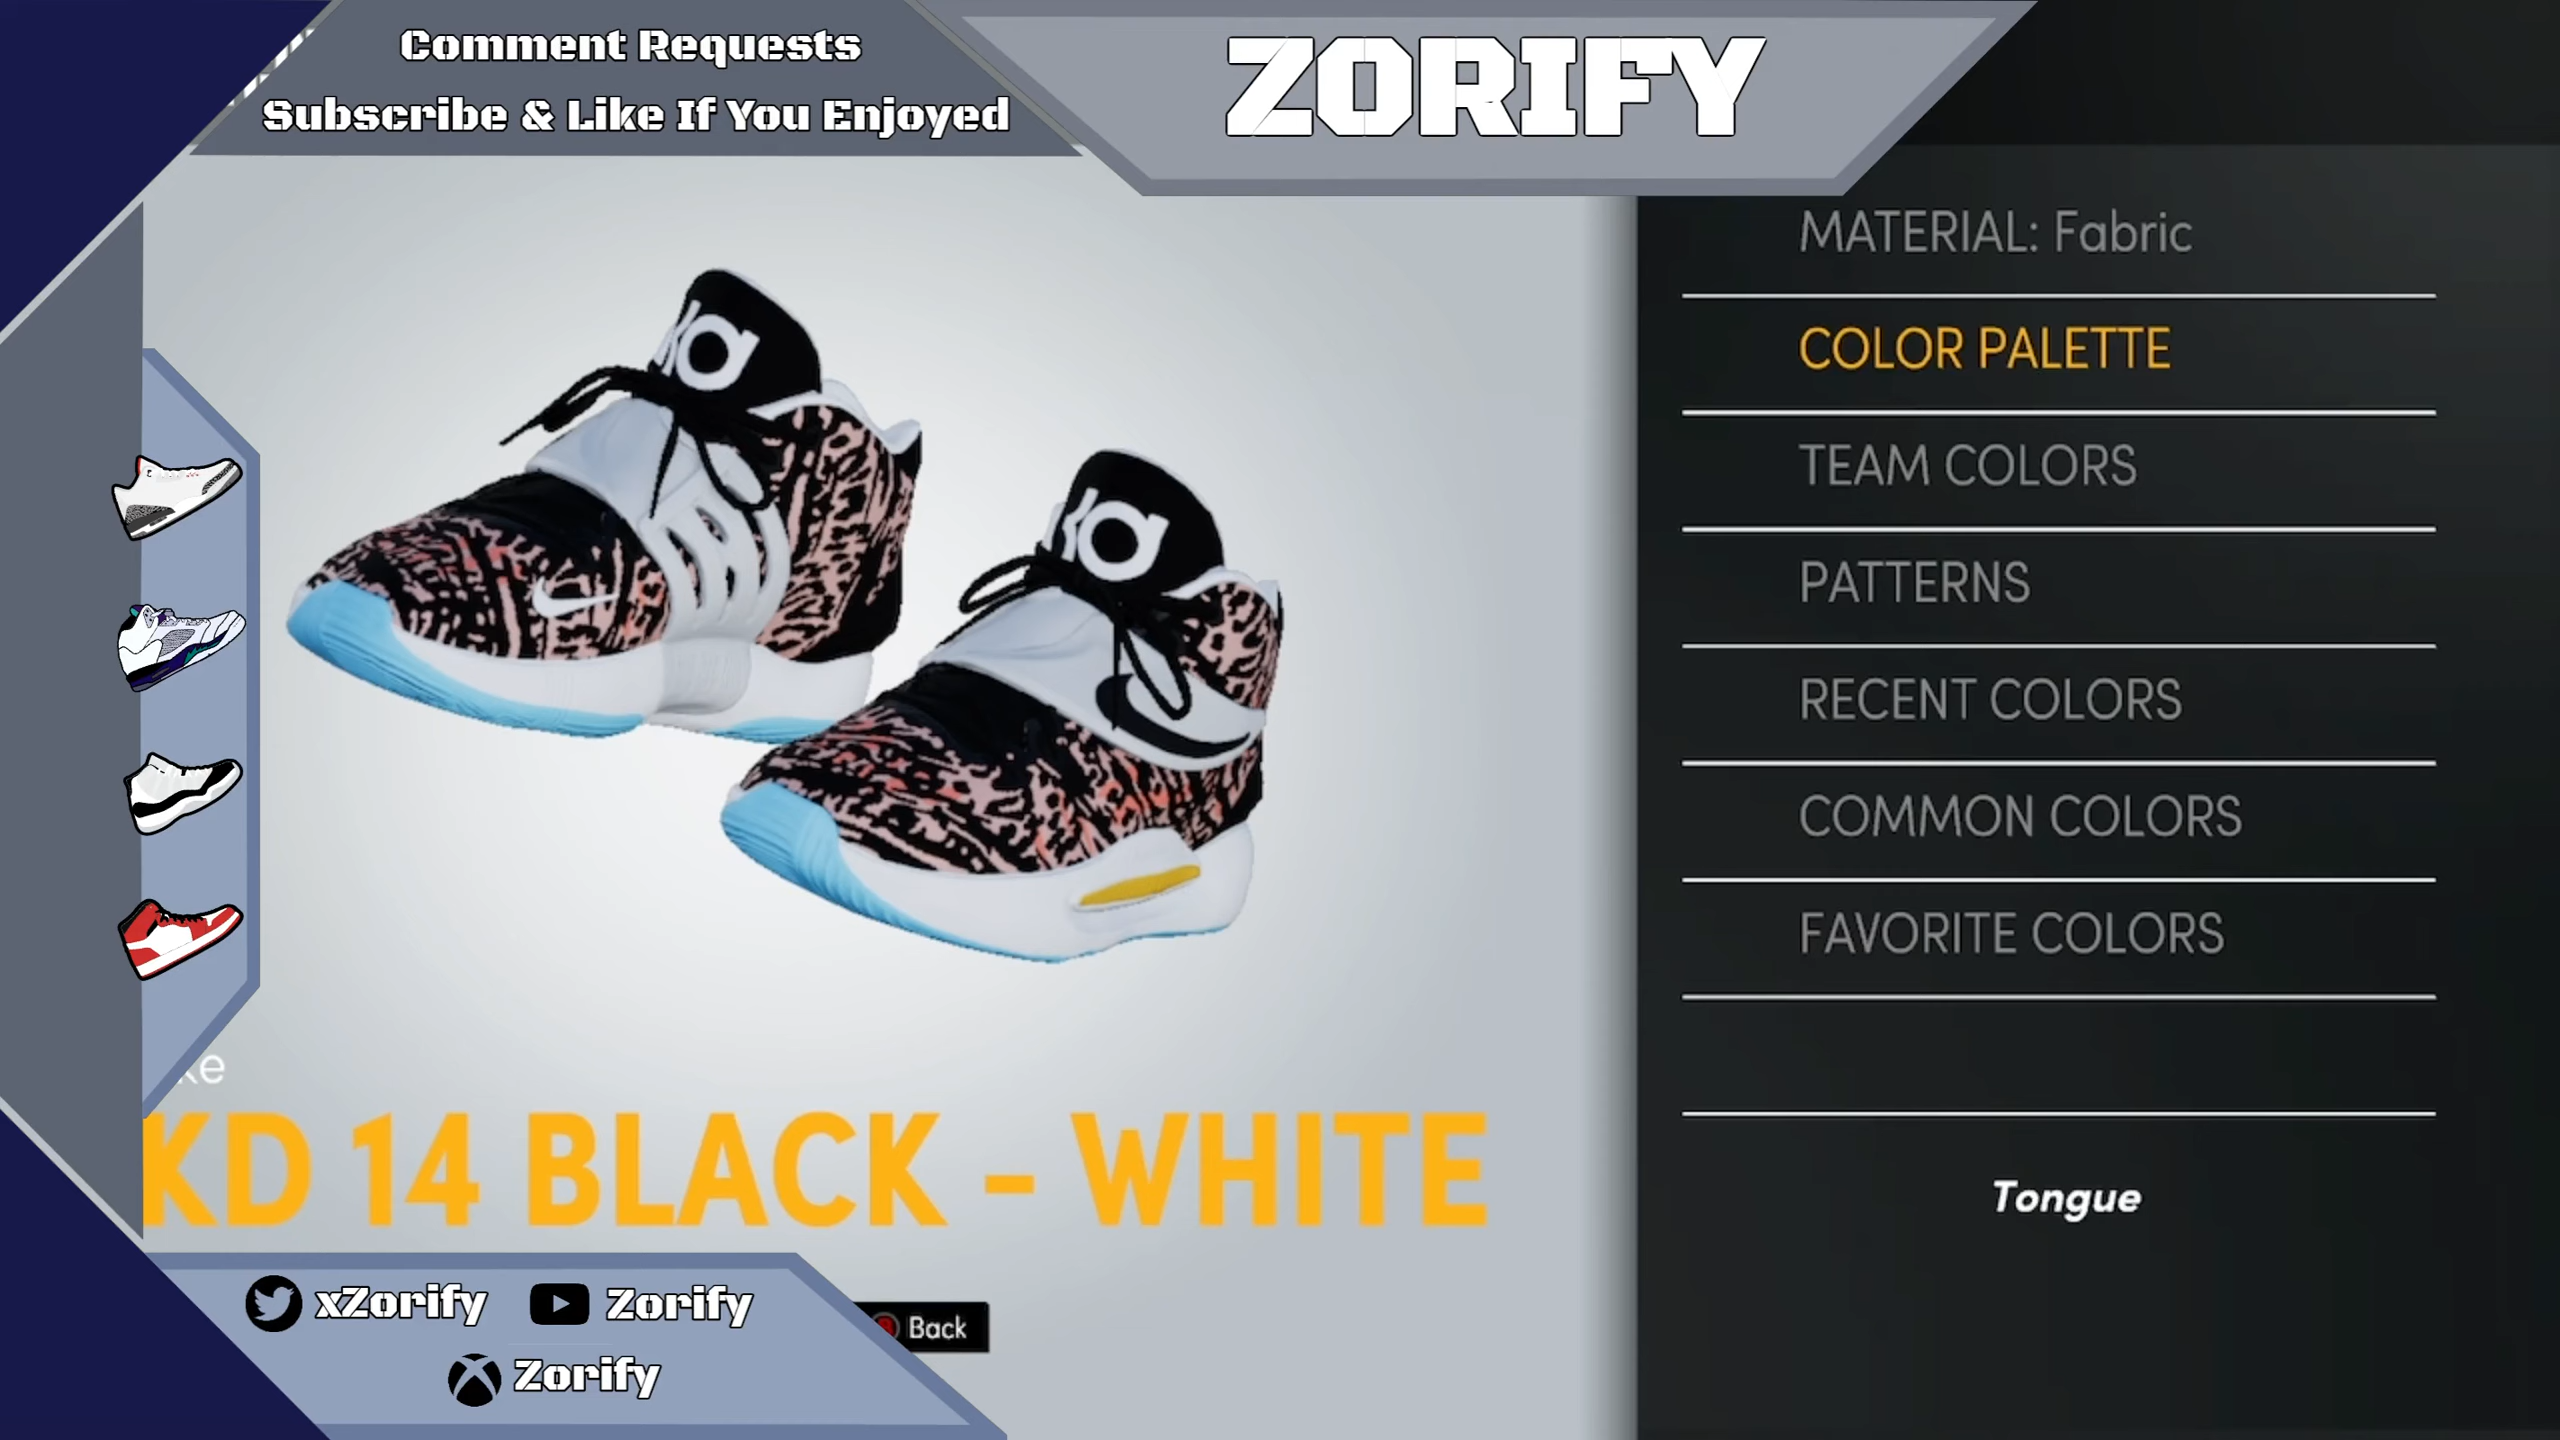 Comment Requests
Subscribe & Like If You Enjoyed
ZORIFY
MATERIAL: Fabric
COLOR PALETTE
TEAM COLORS
PATTERNS
RECENT COLORS
COMMON COLORS
FAVORITE COLORS
Tongue
KD 14 BLACK - WHITE
Back
xZorify
Zorify
Zorify